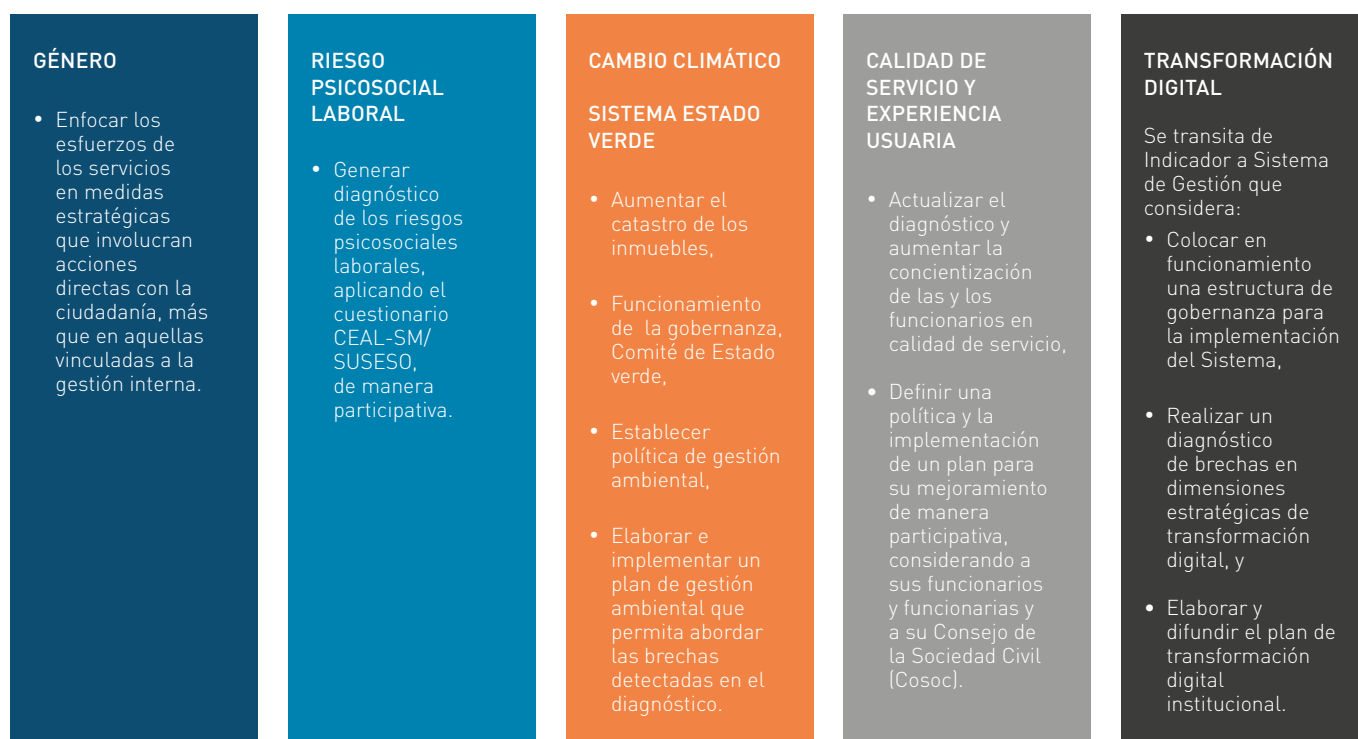 GÉNERO
• Enfocar los
esfuerzos de
los servicios
en medidas
estratégicas
que involucran
acciones
directas con la
ciudadanía, más
que en aquellas
vinculadas a la
gestión interna.
RIESGO
PSICOSOCIAL
LABORAL
• Generar
diagnóstico
de los riesgos
psicosociales
laborales,
aplicando el
cuestionario
CEAL-SM/
SUSESO,
de manera
participativa.
CAMBIO CLIMÁTICO
SISTEMA ESTADO
VERDE
• Aumentar el
catastro de los
inmuebles,
• Funcionamiento
de la gobernanza,
Comité de Estado
verde,
• Establecer
política de gestión
ambiental,
• Elaborar e
implementar un
plan de gestión
ambiental que
permita abordar
las brechas
detectadas en el
diagnóstico.
CALIDAD DE
SERVICIO Y
EXPERIENCIA
USUARIA
• Actualizar el
diagnóstico y
aumentar la
concientización
de las y los
funcionarios en
calidad de servicio,
• Definir una
política y la
implementación
de un plan para
su mejoramiento
de manera
participativa,
considerando a
sus funcionarios
y funcionarias y
a su Consejo de
la Sociedad Civil
(Cosoc).
TRANSFORMACIÓN
DIGITAL
Se transita de
Indicador a Sistema
de Gestión que
considera:
• Colocar en
funcionamiento
una estructura de
gobernanza para
la implementación
del Sistema,
• Realizar un
diagnóstico
de brechas en
dimensiones
estratégicas de
transformación
digital, y
• Elaborar y
difundir el plan de
transformación
digital
institucional.